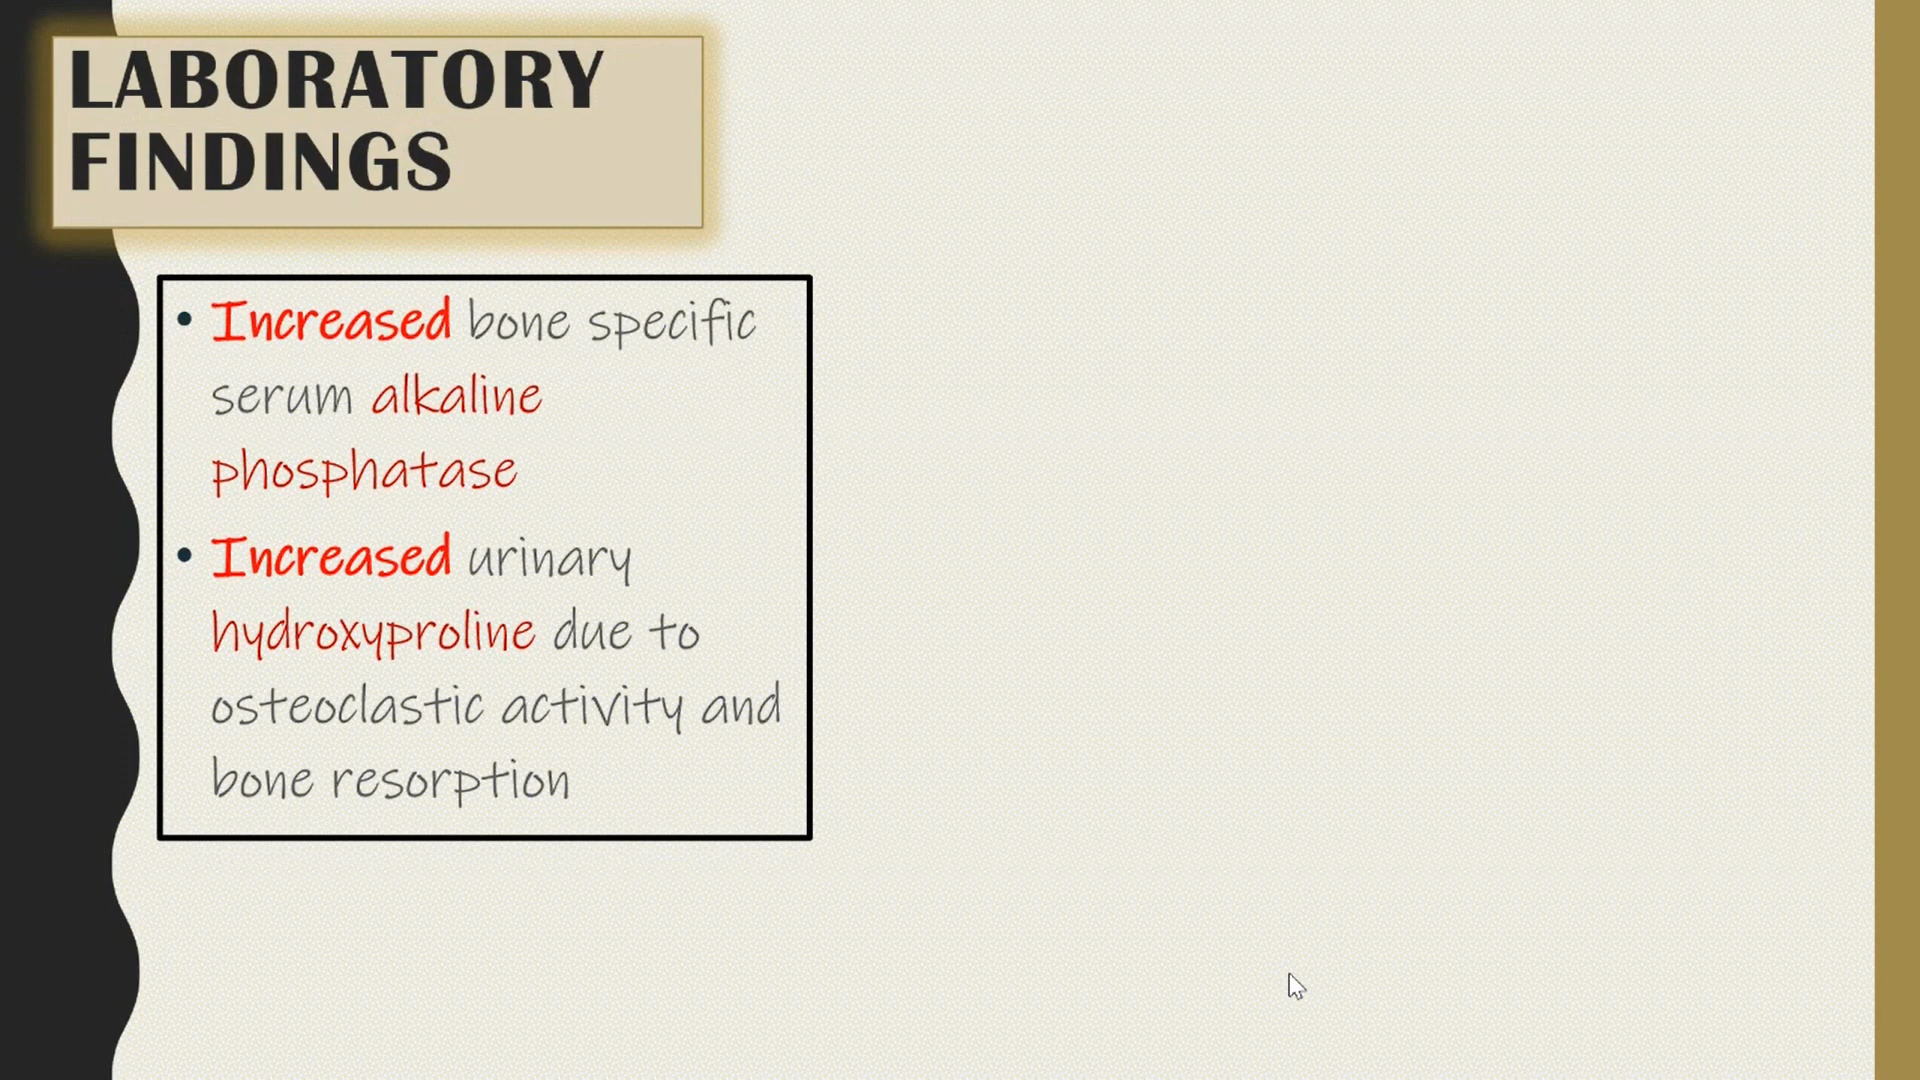 LABORATORY
FINDINGS
• Increased bone specific
serum alkaline
phosphatase
• Increased urinary
hydroxyproline due to
osteoclastic activity and
bone resorption